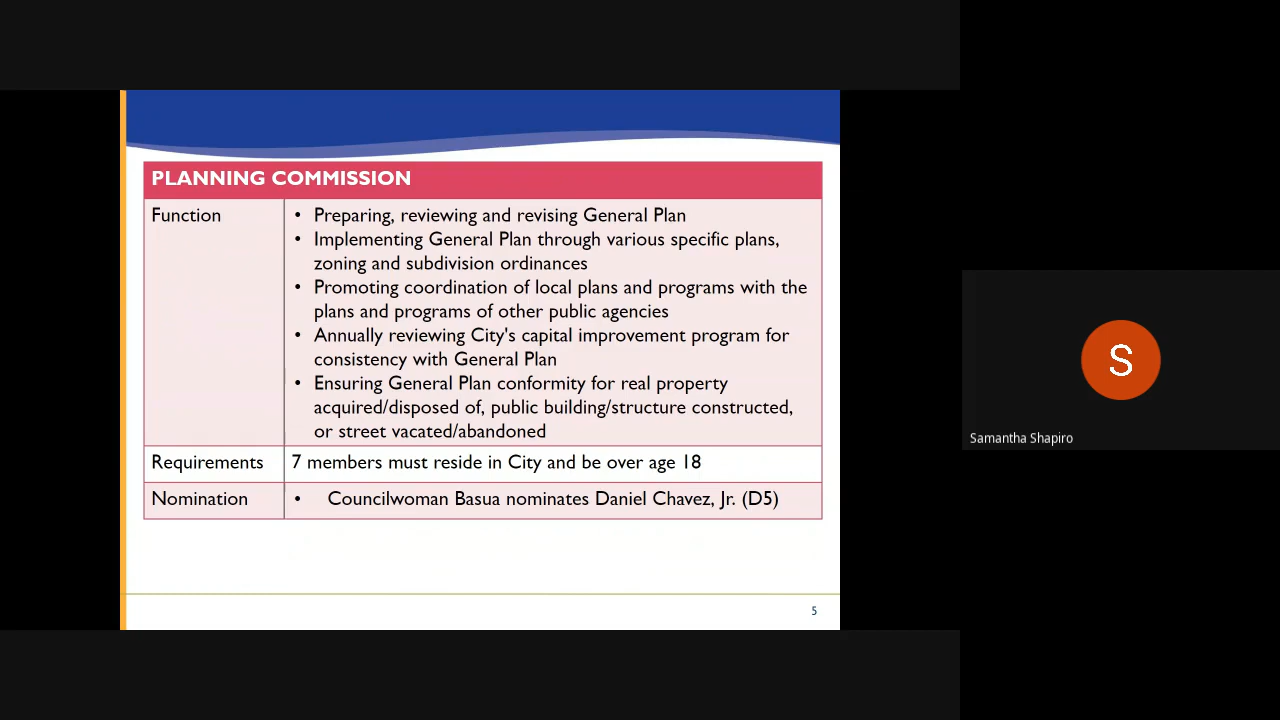 PLANNING COMMISSION
Function
• Preparing, reviewing and revising General Plan
• Implementing General Plan through various specific plans,
zoning and subdivision ordinances
• Promoting coordination of local plans and programs with the
plans and programs of other public agencies
• Annually reviewing City's capital improvement program for
consistency with General Plan
• Ensuring General Plan conformity for real property
acquired/disposed of, public building/structure constructed,
or street vacated/abandoned
Requirements
7 members must reside in City and be over age 18
Nomination
• Councilwoman Basua nominates Daniel Chavez, Jr. (D5)
5
S
Samantha Shapiro